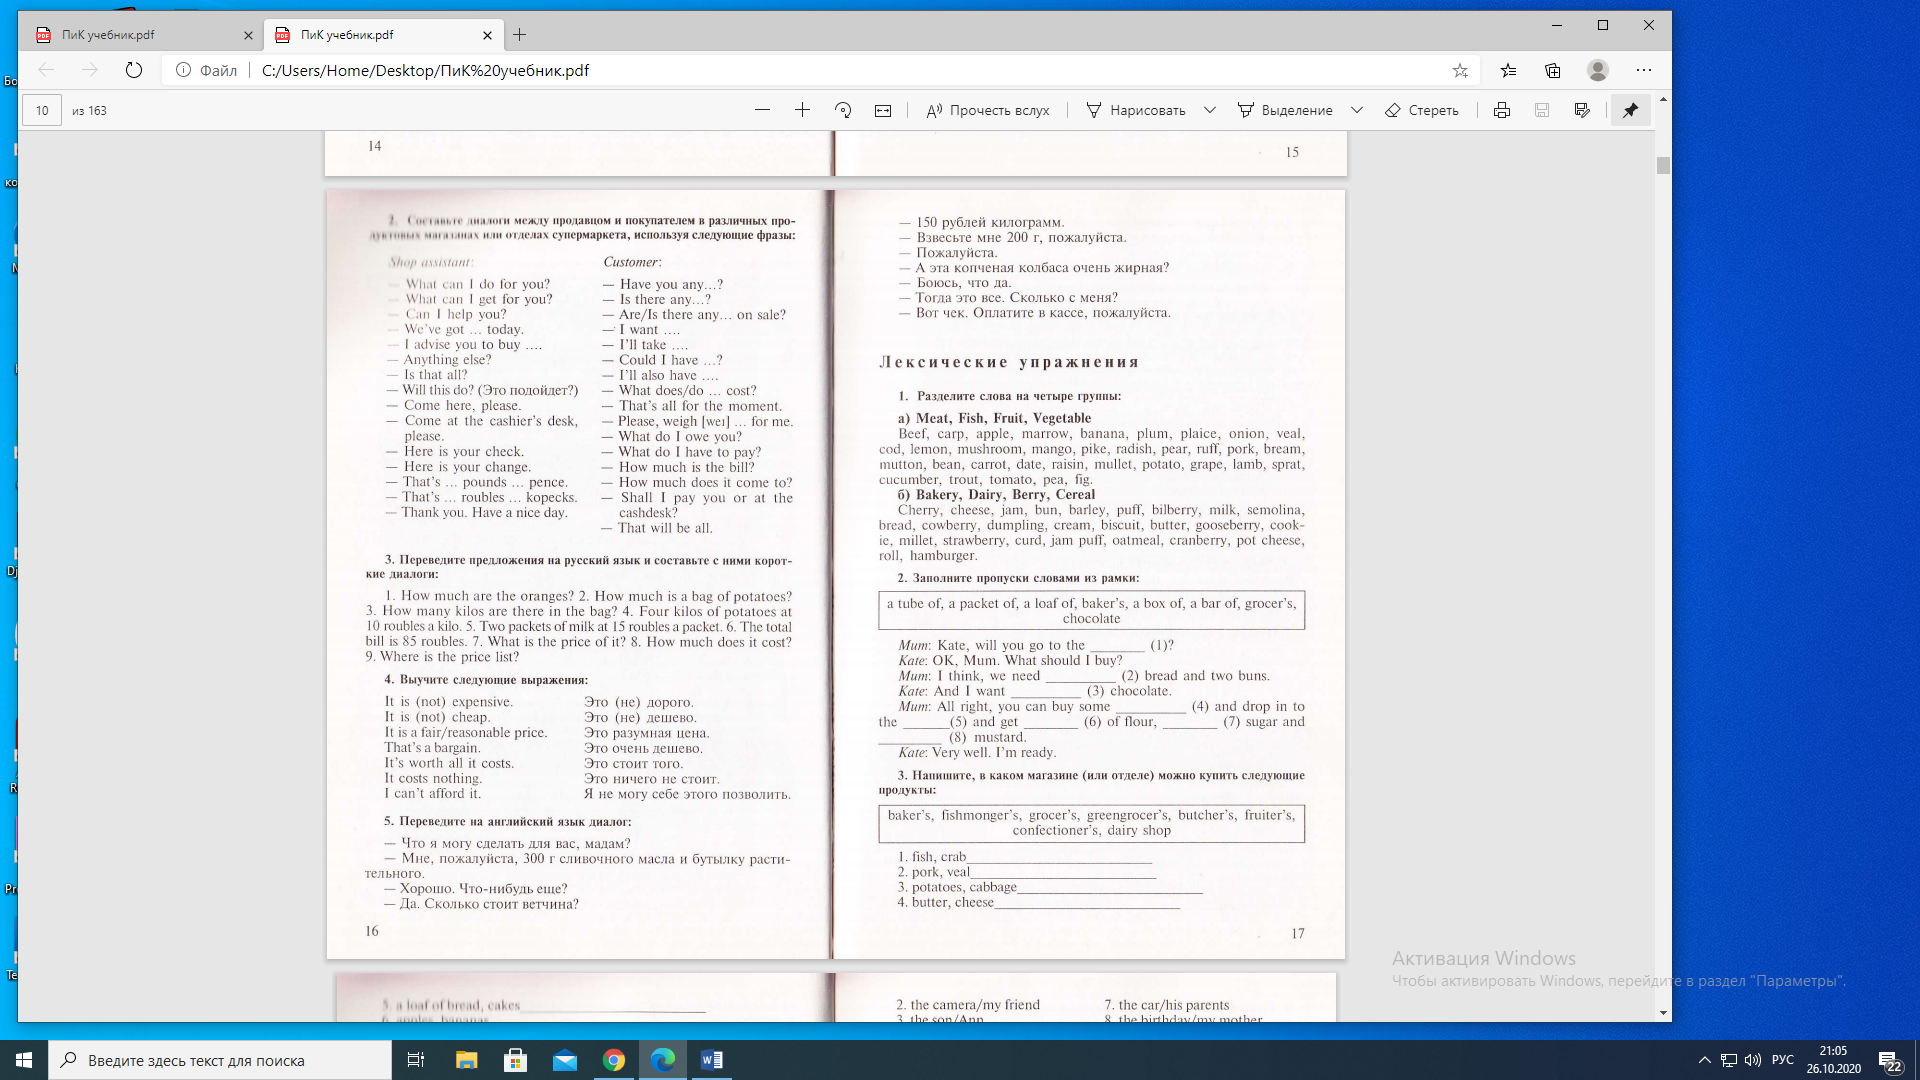 ПиК учебник.pdf
ПиК учебник.pdf
Файл
C:/Users/Home/Desktop/ПиК%20учебник.pdf
10
из 163
Прочесть вслух
Нарисовать
Выделение
Стереть
14
15
2. Составьте диалоги между продавцом и покупателем в различных про-
дуктовых магазинах или отделах супермаркета, используя следующие фразы:
Shop assistant:
— What can I do for you?
— What can I get for you?
— Can I help you?
— We've got ... today.
— I advise you to buy ....
— Anything else?
— Is that all?
— Will this do? (Это подойдет?)
— Come here, please.
— Come at the cashier's desk,
please.
— Here is your check.
— Here is your change.
— That's ... pounds ... pence.
— That's ... roubles ... kopecks.
— Thank you. Have a nice day.
Customer:
— Have you any...?
— Is there any...?
— Are/Is there any... on sale?
— I want ....
— I'll take ....
— Could I have ...?
— I'll also have ....
— What does/do ... cost?
— That's all for the moment.
— Please, weigh [weı] ... for me.
— What do I owe you?
— What do I have to pay?
— How much is the bill?
— How much does it come to?
— Shall I pay you or at the
cashdesk?
— That will be all.
3. Переведите предложения на русский язык и составьте с ними корот-
кие диалоги:
1. How much are the oranges? 2. How much is a bag of potatoes?
3. How many kilos are there in the bag? 4. Four kilos of potatoes at
10 roubles a kilo. 5. Two packets of milk at 15 roubles a packet. 6. The total
bill is 85 roubles. 7. What is the price of it? 8. How much does it cost?
9. Where is the price list?
4. Выучите следующие выражения:
It is (not) expensive. Это (не) дорого.
It is (not) cheap. Это (не) дешево.
It is a fair/reasonable price. Это разумная цена.
That's a bargain. Это очень дешево.
It's worth all it costs. Это стоит того.
It costs nothing. Это ничего не стоит.
I can't afford it. Я не могу себе этого позволить.
5. Переведите на английский язык диалог:
— Что я могу сделать для вас, мадам?
— Мне, пожалуйста, 300 г сливочного масла и бутылку расти-
тельного.
— Хорошо. Что-нибудь еще?
— Да. Сколько стоит ветчина?
16
— 150 рублей килограмм.
— Взвесьте мне 200 г, пожалуйста.
— Пожалуйста.
— А эта копченая колбаса очень жирная?
— Боюсь, что да.
— Тогда это все. Сколько с меня?
— Вот чек. Оплатите в кассе, пожалуйста.
Лексические упражнения
1. Разделите слова на четыре группы:
а) Meat, Fish, Fruit, Vegetable
Beef, carp, apple, marrow, banana, plum, plaice, onion, veal,
cod, lemon, mushroom, mango, pike, radish, pear, ruff, pork, bream,
mutton, bean, carrot, date, raisin, mullet, potato, grape, lamb, sprat,
cucumber, trout, tomato, pea, fig.
б) Bakery, Dairy, Berry, Cereal
Cherry, cheese, jam, bun, barley, puff, bilberry, milk, semolina,
bread, cowberry, dumpling, cream, biscuit, butter, gooseberry, cook-
ie, millet, strawberry, curd, jam puff, oatmeal, cranberry, pot cheese,
roll, hamburger.
2. Заполните пропуски словами из рамки:
a tube of, a packet of, a loaf of, baker's, a box of, a bar of, grocer's,
chocolate
Mum: Kate, will you go to the _______ (1)?
Kate: OK, Mum. What should I buy?
Mum: I think, we need _________ (2) bread and two buns.
Kate: And I want _________ (3) chocolate.
Mum: All right, you can buy some _________ (4) and drop in to
the ______(5) and get _______ (6) of flour, _______ (7) sugar and
________ (8) mustard.
Kate: Very well. I'm ready.
3. Напишите, в каком магазине (или отделе) можно купить следующие
продукты:
baker's, fishmonger's, grocer's, greengrocer's, butcher's, fruiter's,
confectioner's, dairy shop
1. fish, crab________________________
2. pork, veal________________________
3. potatoes, cabbage________________________
4. butter, cheese________________________
17
5. a loaf of bread, cakes________________________
6. apples, bananas
2. the camera/my friend
3. the son/Ann
7. the car/his parents
8. the birthday/my mother
Активация Windows
Чтобы активировать Windows, перейдите в раздел "Параметры".
Введите здесь текст для поиска
РУС
21:05
26.10.2020
22